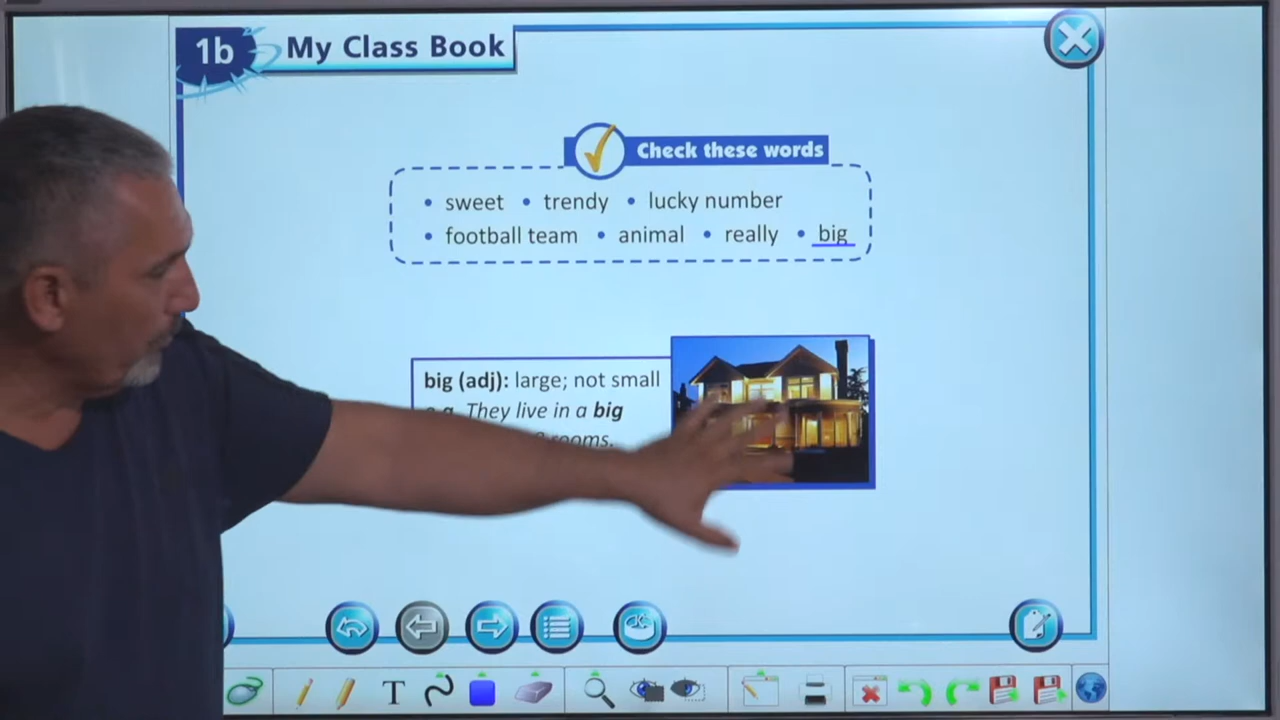 1b My Class Book
Check these words
• sweet • trendy • lucky number
• football team • animal • really • big
big (adj): large; not small
They live in a big
rooms.
T